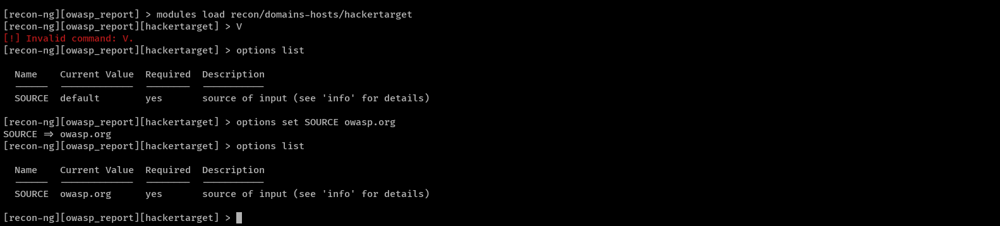 [recon-ng][owasp_report] > modules load recon/domains-hosts/hackertarget
[recon-ng][owasp_report][hackertarget] > V
[!] Invalid command: V.
[recon-ng][owasp_report][hackertarget] > options list
Name    Current Value  Required  Description
------  -------------  --------  -----------
SOURCE  default        yes       source of input (see 'info' for details)
[recon-ng][owasp_report][hackertarget] > options set SOURCE owasp.org
SOURCE => owasp.org
[recon-ng][owasp_report][hackertarget] > options list
Name    Current Value  Required  Description
------  -------------  --------  -----------
SOURCE  owasp.org      yes       source of input (see 'info' for details)
[recon-ng][owasp_report][hackertarget] >